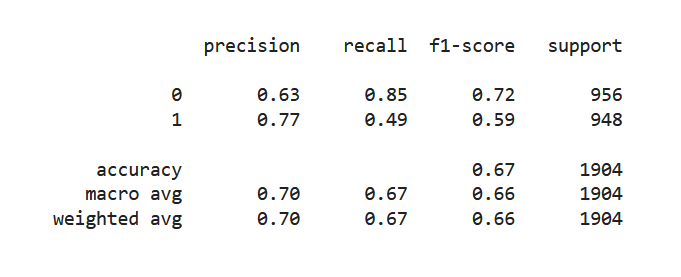 precision recall f1-score support
0 0.63 0.85 0.72 956
1 0.77 0.49 0.59 948
accuracy 0.67 1904
macro avg 0.70 0.67 0.66 1904
weighted avg 0.70 0.67 0.66 1904